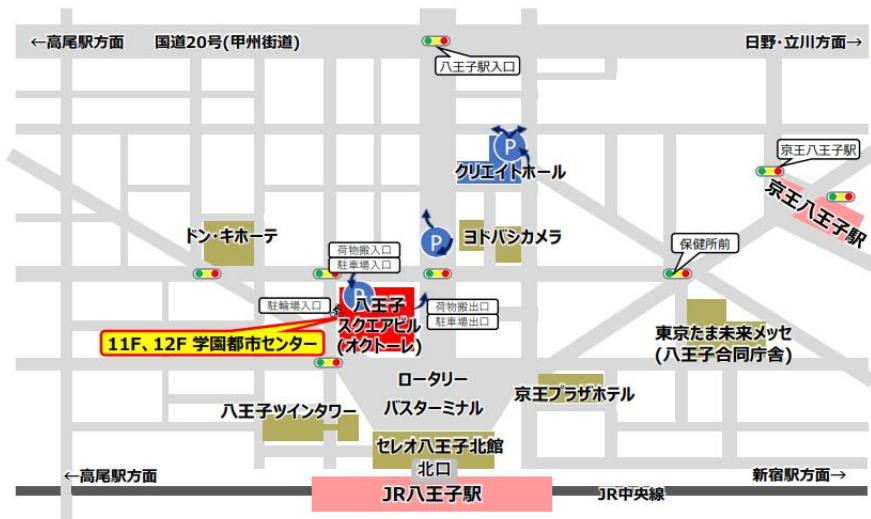 ←高尾駅方面 国道20号(甲州街道)
日野・立川方面→
八王子駅入口
P
クリエイトホール
京王八王子駅
京王八王子駅
ドン・キホーテ
P
ヨドバシカメラ
荷物搬入口
駐車場入口
保健所前
駐輪場入口
P
八王子
スクエアビル
(オクトーレ)
荷物搬出口
駐車場出口
11F、12F 学園都市センター
東京たま未来メッセ
(八王子合同庁舎)
ロータリー
バスターミナル
京王プラザホテル
八王子ツインタワー
セレオ八王子北館
北口
←高尾駅方面
新宿駅方面→
JR八王子駅
JR中央線